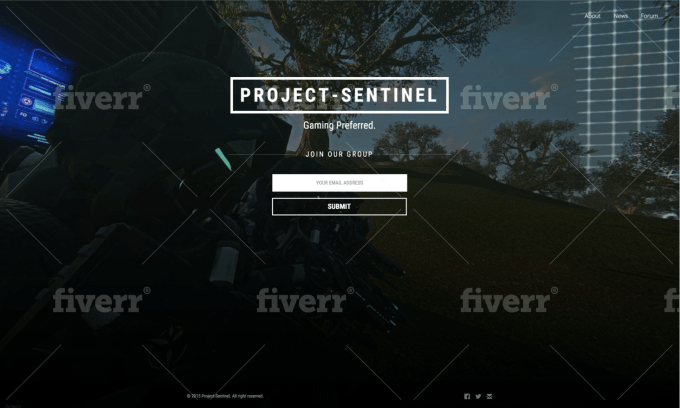 About News Forum
fiverr® fiverr® fiverr®
PROJECT-SENTINEL
Gaming Preferred.
JOIN OUR GROUP
YOUR EMAIL ADDRESS
SUBMIT
fiverr® fiverr® fiverr®
© 2015 Project-Sentinel. All right reserved.